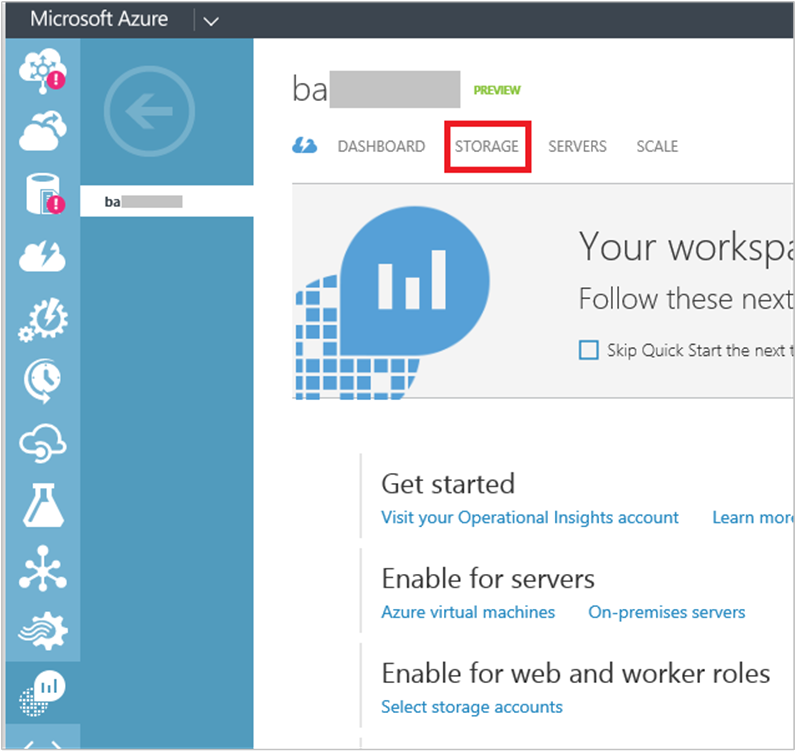 Microsoft Azure
ba PREVIEW
DASHBOARD STORAGE SERVERS SCALE
ba
Your workspa
Follow these next
Skip Quick Start the next t
Get started
Visit your Operational Insights account Learn more
Enable for servers
Azure virtual machines On-premises servers
Enable for web and worker roles
Select storage accounts